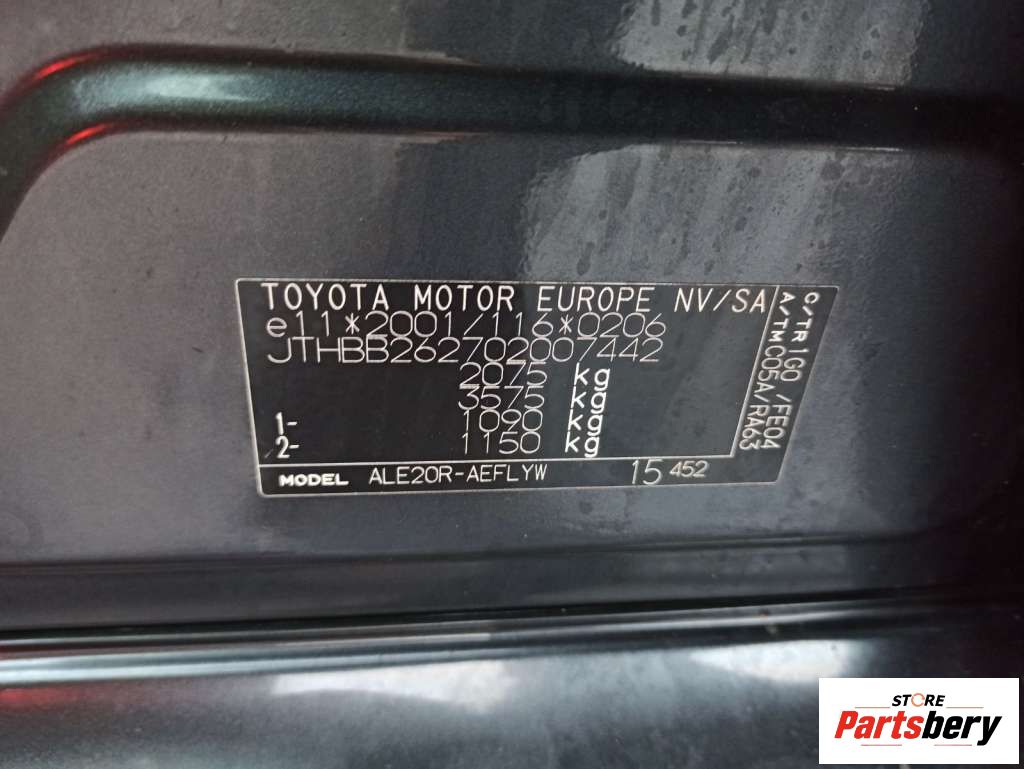 TOYOTA MOTOR EUROPE NV/SA
e11*2001/116*0206
JTHBB262702007442
2075 kg
3575 kg
1- 1090 kg
2- 1150 kg
MODEL ALE20R-AEFLYW 15 452
C/TR 1G0 /FE04
A/TM C05A/RA63
STORE
Partsbery